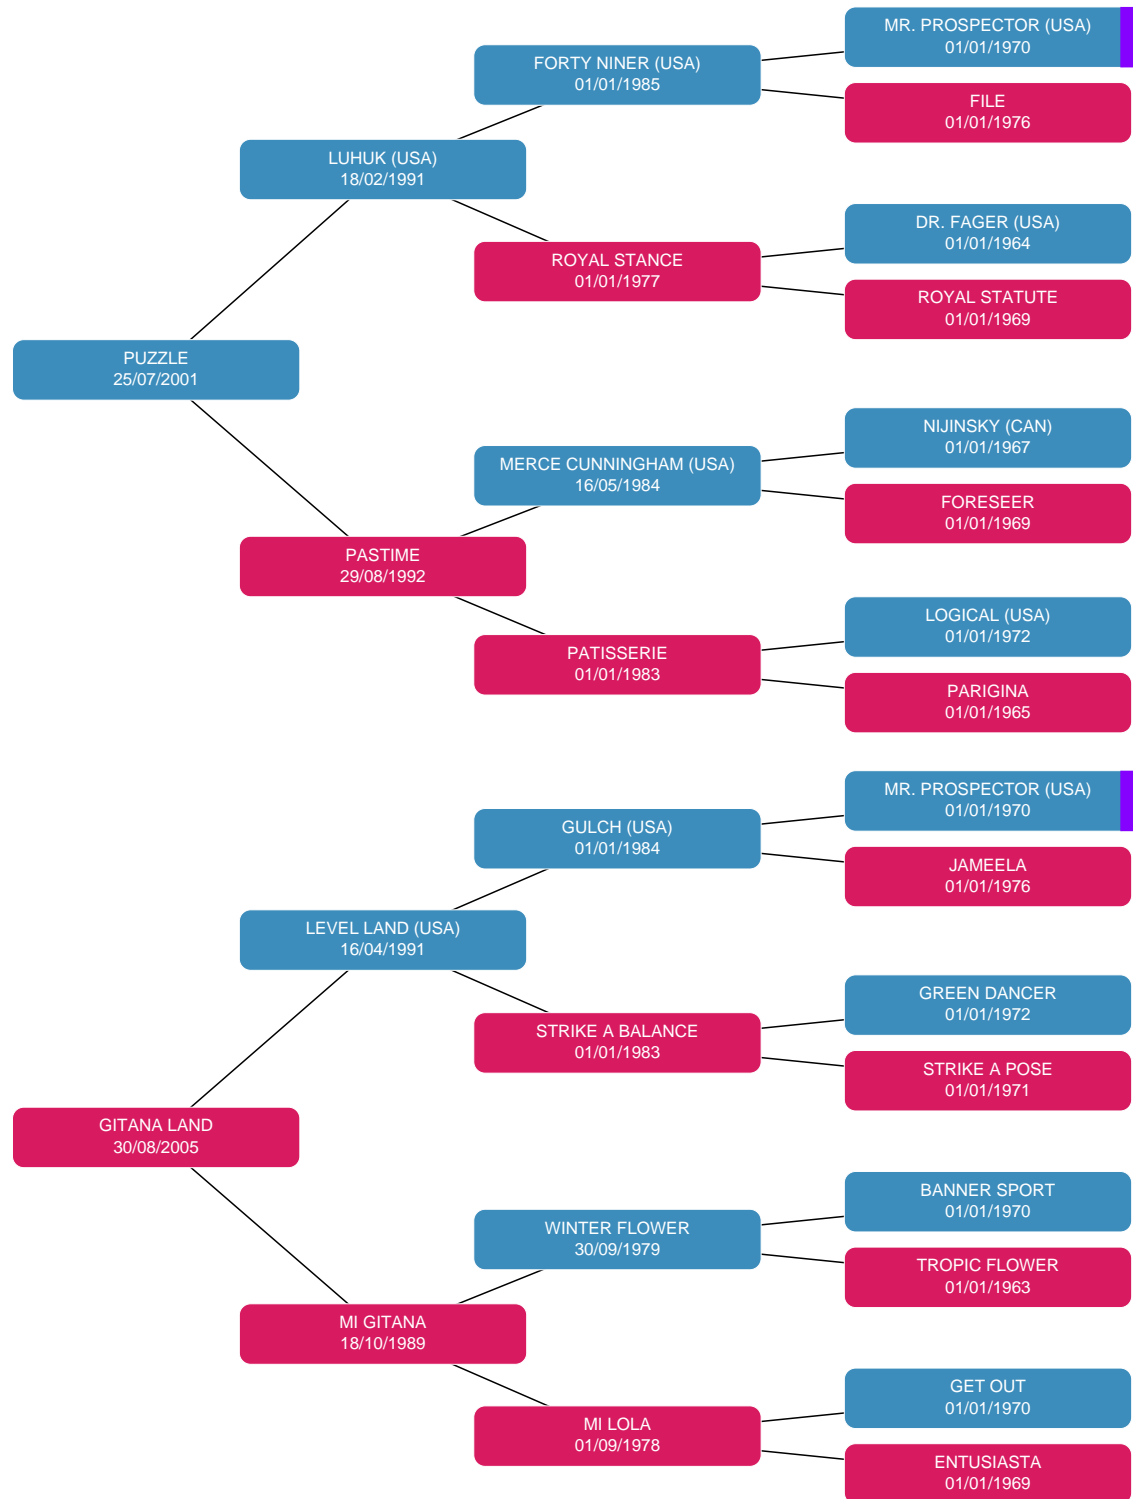 MR. PROSPECTOR (USA)
01/01/1970
FORTY NINER (USA)
01/01/1985
FILE
01/01/1976
LUHUK (USA)
18/02/1991
DR. FAGER (USA)
01/01/1964
ROYAL STANCE
01/01/1977
ROYAL STATUTE
01/01/1969
PUZZLE
25/07/2001
NIJINSKY (CAN)
01/01/1967
MERCE CUNNINGHAM (USA)
16/05/1984
FORESEER
01/01/1969
PASTIME
29/08/1992
LOGICAL (USA)
01/01/1972
PATISSERIE
01/01/1983
PARIGINA
01/01/1965
MR. PROSPECTOR (USA)
01/01/1970
GULCH (USA)
01/01/1984
JAMEELA
01/01/1976
LEVEL LAND (USA)
16/04/1991
GREEN DANCER
01/01/1972
STRIKE A BALANCE
01/01/1983
STRIKE A POSE
01/01/1971
GITANA LAND
30/08/2005
BANNER SPORT
01/01/1970
WINTER FLOWER
30/09/1979
TROPIC FLOWER
01/01/1963
MI GITANA
18/10/1989
GET OUT
01/01/1970
MI LOLA
01/09/1978
ENTUSIASTA
01/01/1969